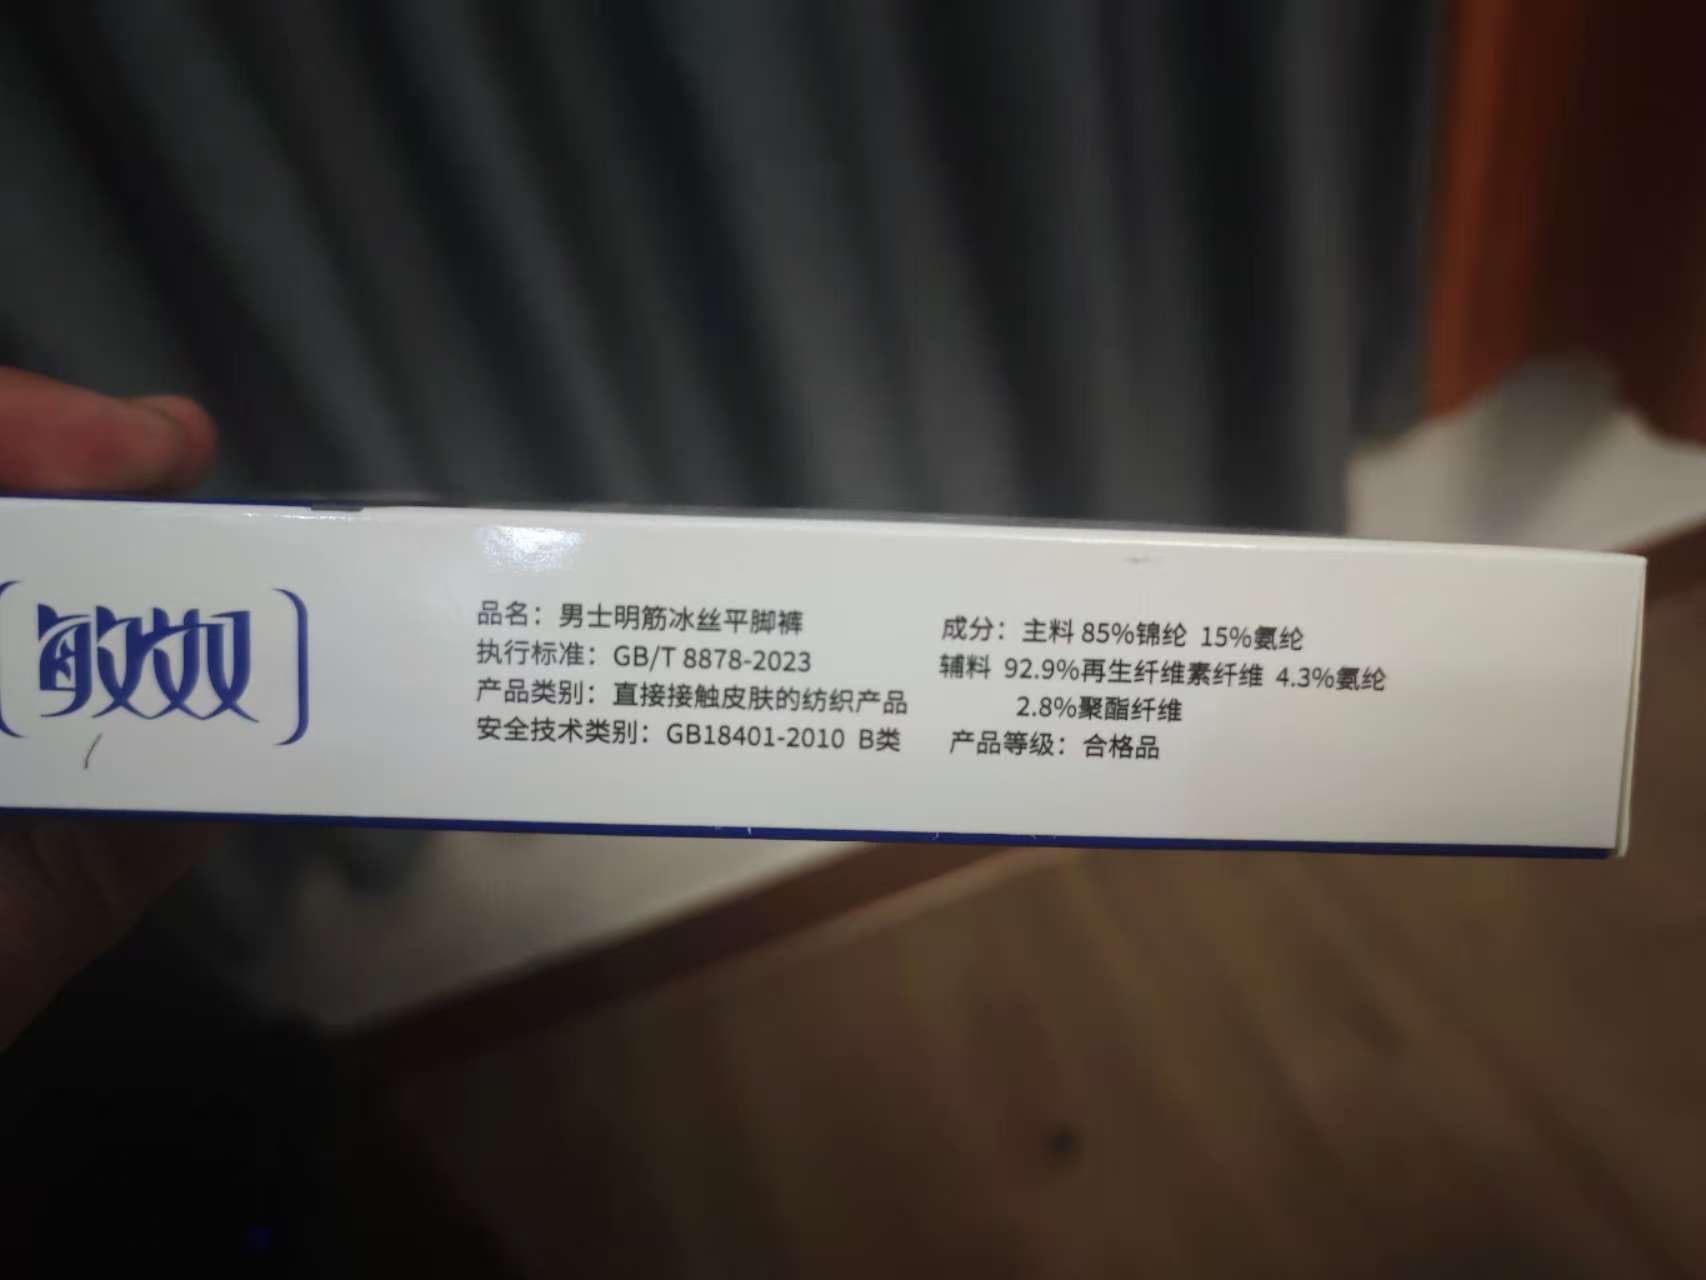 品名：男士明筋冰丝平脚裤
执行标准：GB/T 8878-2023
产品类别：直接接触皮肤的纺织产品
安全技术类别：GB18401-2010 B类
成分：主料 85%锦纶 15%氨纶
辅料 92.9%再生纤维素纤维 4.3%氨纶
2.8%聚酯纤维
产品等级：合格品